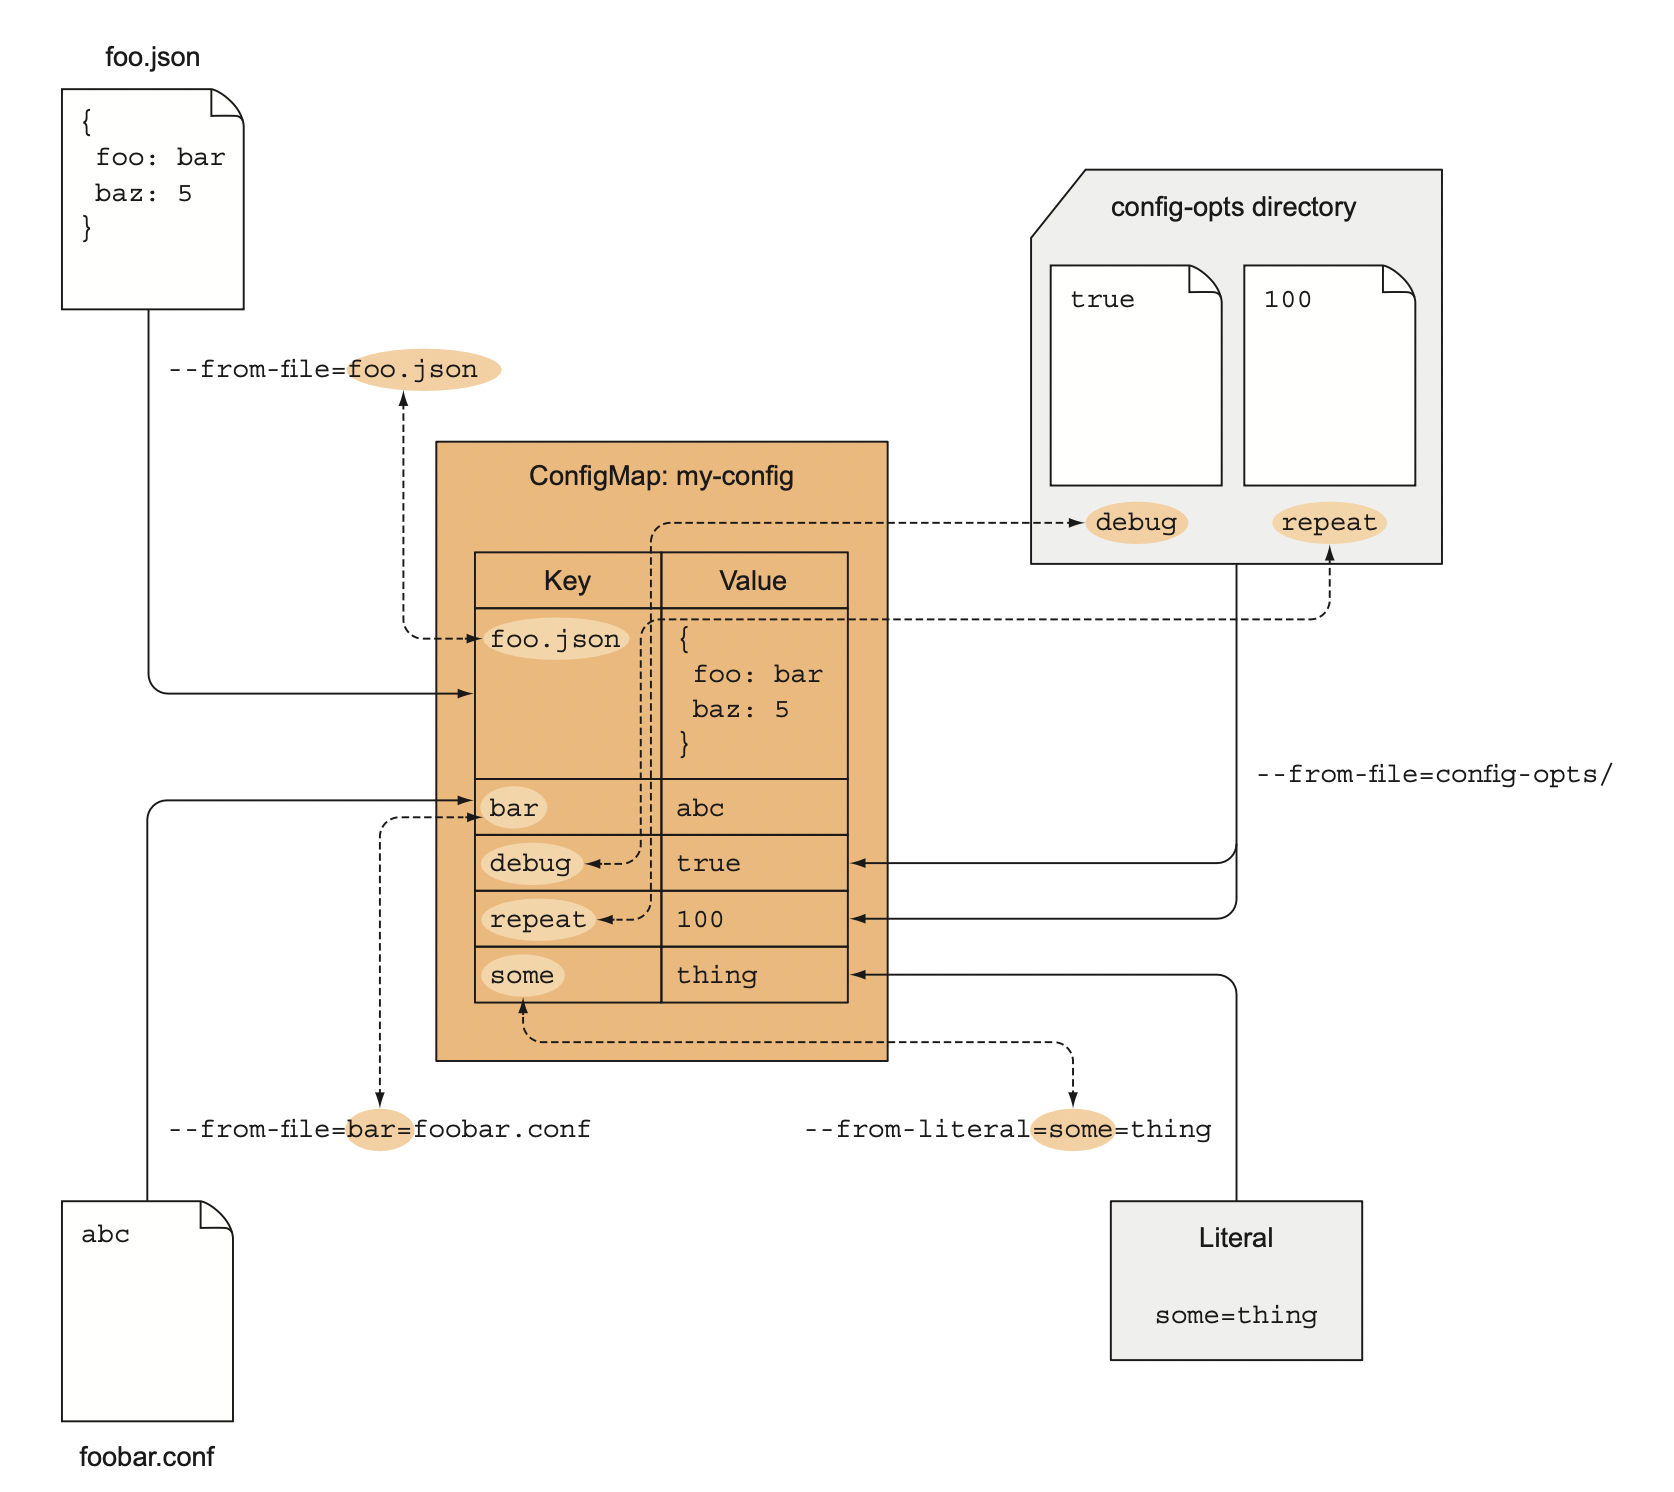 foo.json
{
 foo: bar
 baz: 5
}
--from-file=foo.json
config-opts directory
true
100
debug
repeat
ConfigMap: my-config
Key Value
foo.json
{
 foo: bar
 baz: 5
}
bar abc
debug true
repeat 100
some thing
--from-file=config-opts/
--from-file=bar=foobar.conf
--from-literal=some=thing
abc
foobar.conf
Literal
some=thing